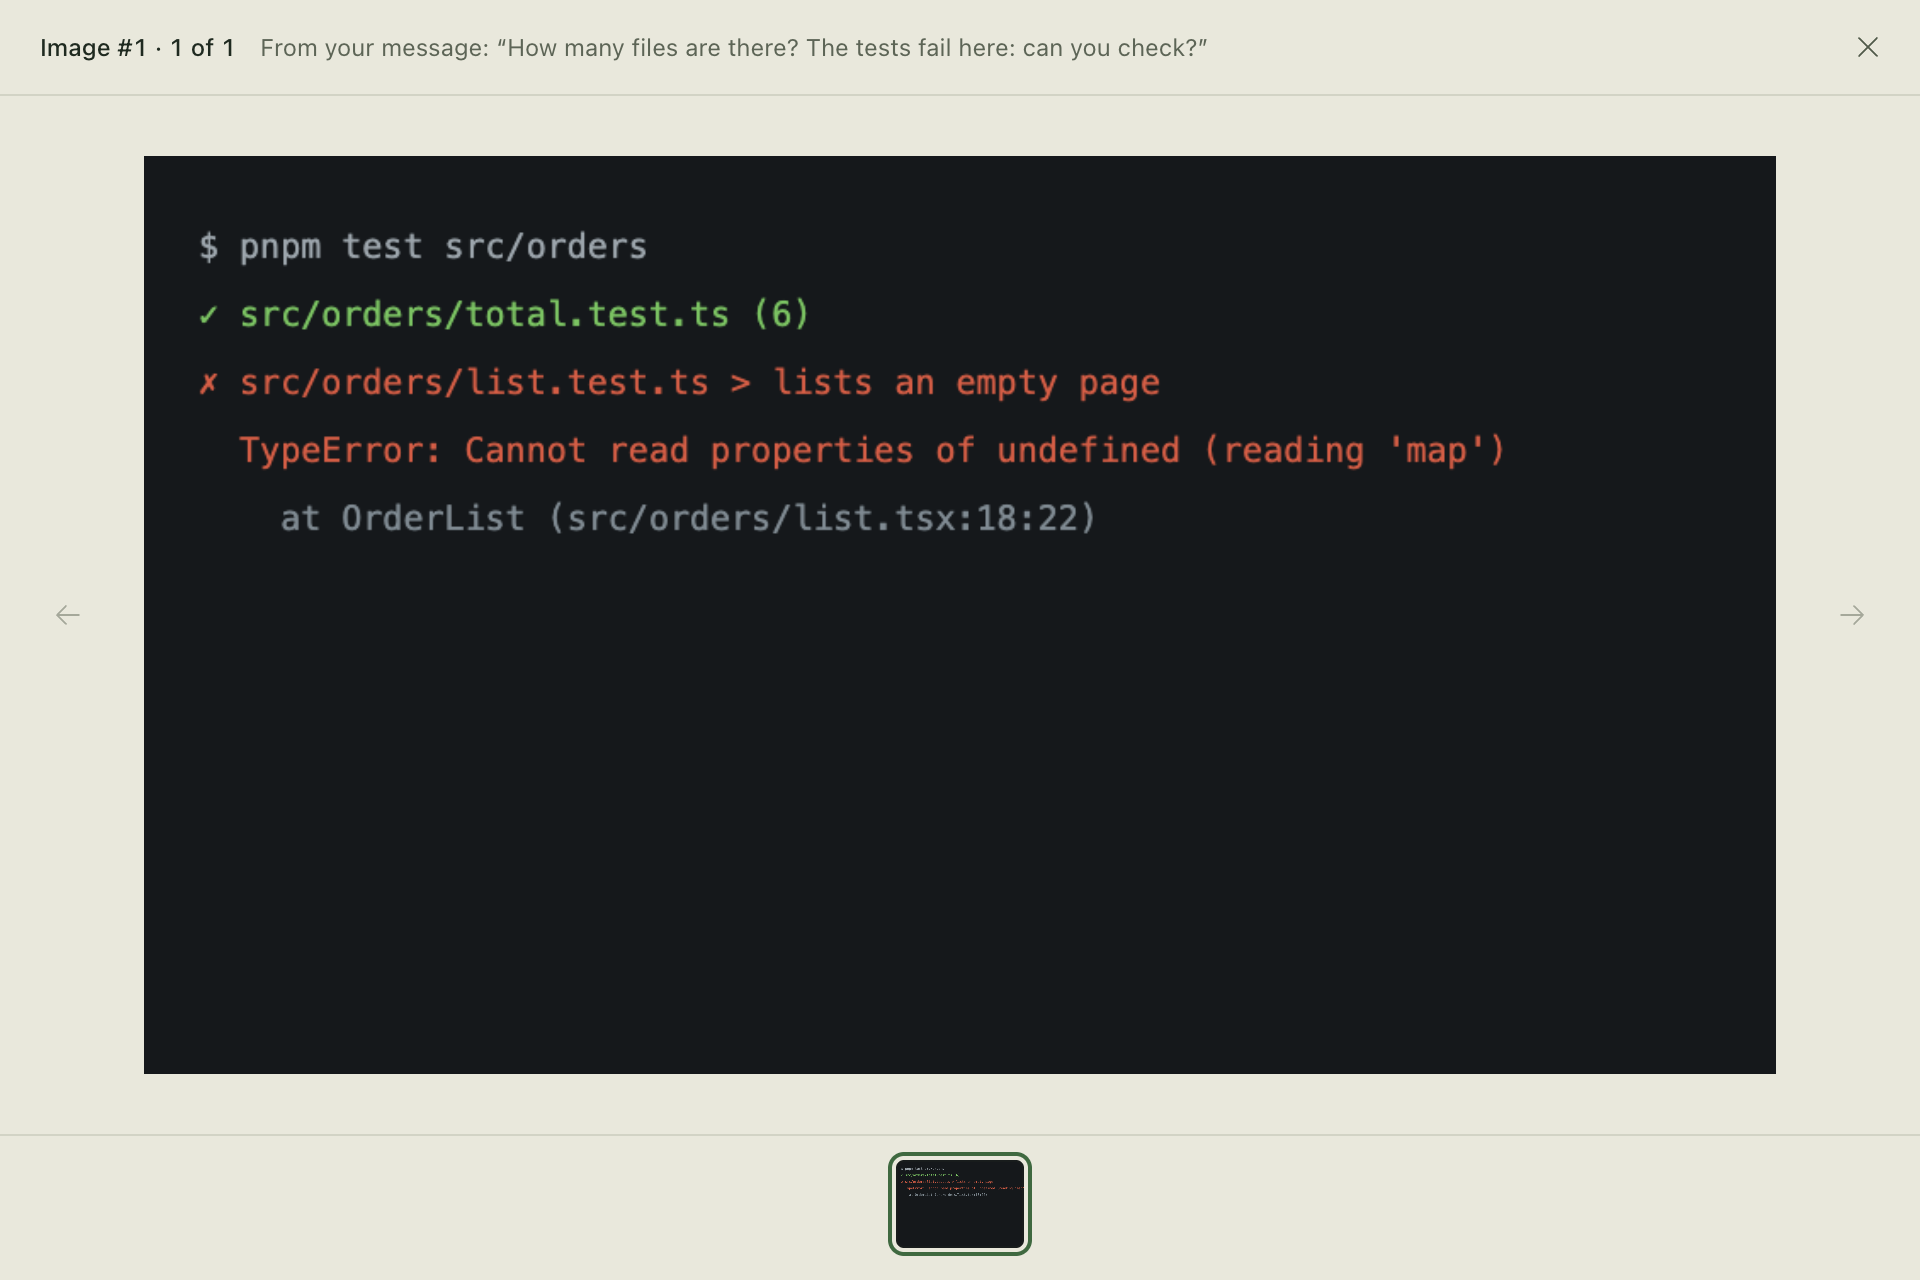 Image #1 · 1 of 1 From your message: “How many files are there? The tests fail here: can you check?”
$ pnpm test src/orders
✓ src/orders/total.test.ts (6)
✗ src/orders/list.test.ts > lists an empty page
TypeError: Cannot read properties of undefined (reading 'map')
at OrderList (src/orders/list.tsx:18:22)